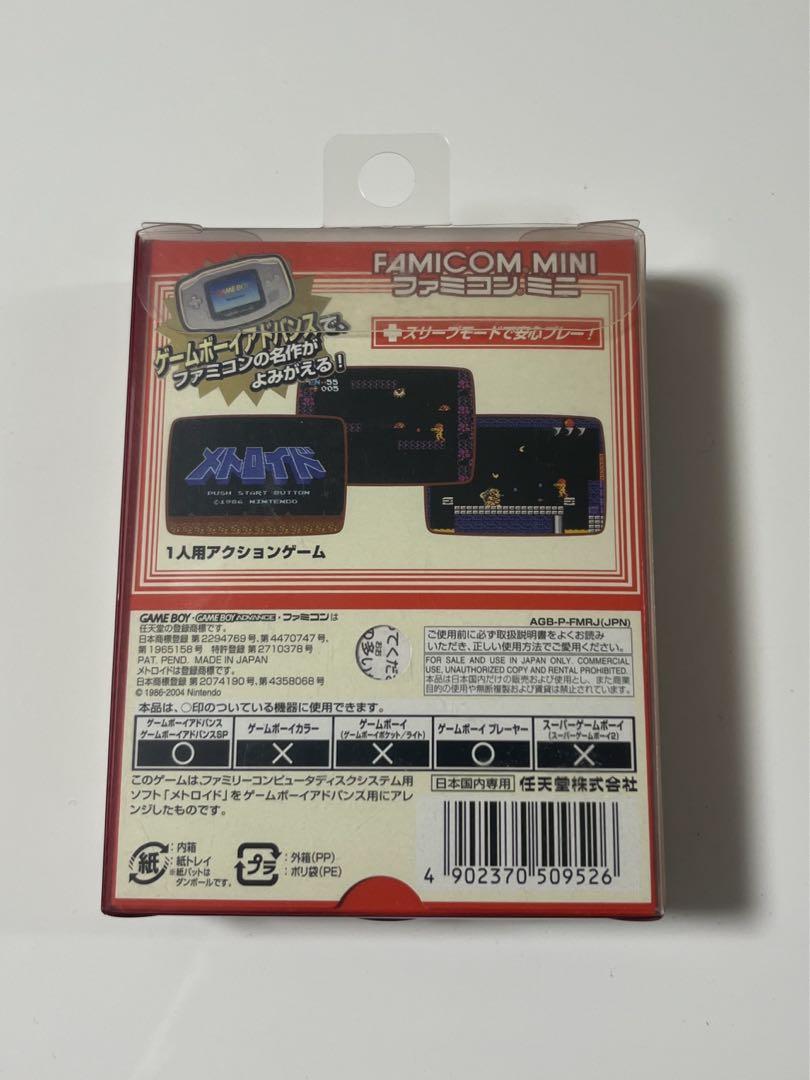 FAMICOM MINI
ファミコン ミニ
GAME BOY
ゲームボーイアドバンスで、
ファミコンの名作が
よみがえる!
スリープモードで安心プレー!
EN..55
005
メトロイド
PUSH START BUTTON
©1986 NINTENDO
1人用アクションゲーム
GAME BOY・GAME BOY ADVANCE・ファミコンは
任天堂の登録商標です。
日本商標登録 第2294769号、第4470747号、
第1965158号 特許登録 第2710378号
PAT. PEND. MADE IN JAPAN
メトロイドは登録商標です。
日本商標登録 第2074190号、第4358068号
© 1986-2004 Nintendo
AGB-P-FMRJ(JPN)
ご使用前に必ず取扱説明書をよくお読み
いただき、正しい使用方法でご愛用ください。
FOR SALE AND USE IN JAPAN ONLY. COMMERCIAL
USE, UNAUTHORIZED COPY AND RENTAL PROHIBITED.
本品は日本国内だけの販売および使用とし、また商業
目的の使用や無断複製および賃貸は禁止されています。
本品は、○印のついている機器に使用できます。
ゲームボーイアドバンス
ゲームボーイアドバンスSP
○
ゲームボーイカラー
×
ゲームボーイ
(ゲームボーイポケット/ライト)
×
ゲームボーイ プレーヤー
○
スーパーゲームボーイ
(スーパーゲームボーイ2)
×
このゲームは、ファミリーコンピュータディスクシステム用
ソフト「メトロイド」をゲームボーイアドバンス用にアレ
ンジしたものです。
日本国内専用 任天堂株式会社
紙
:内箱
:紙トレイ
※紙パットは
ダンボールです。
プラ
:外箱(PP)
:ポリ袋(PE)
4 902370 509526